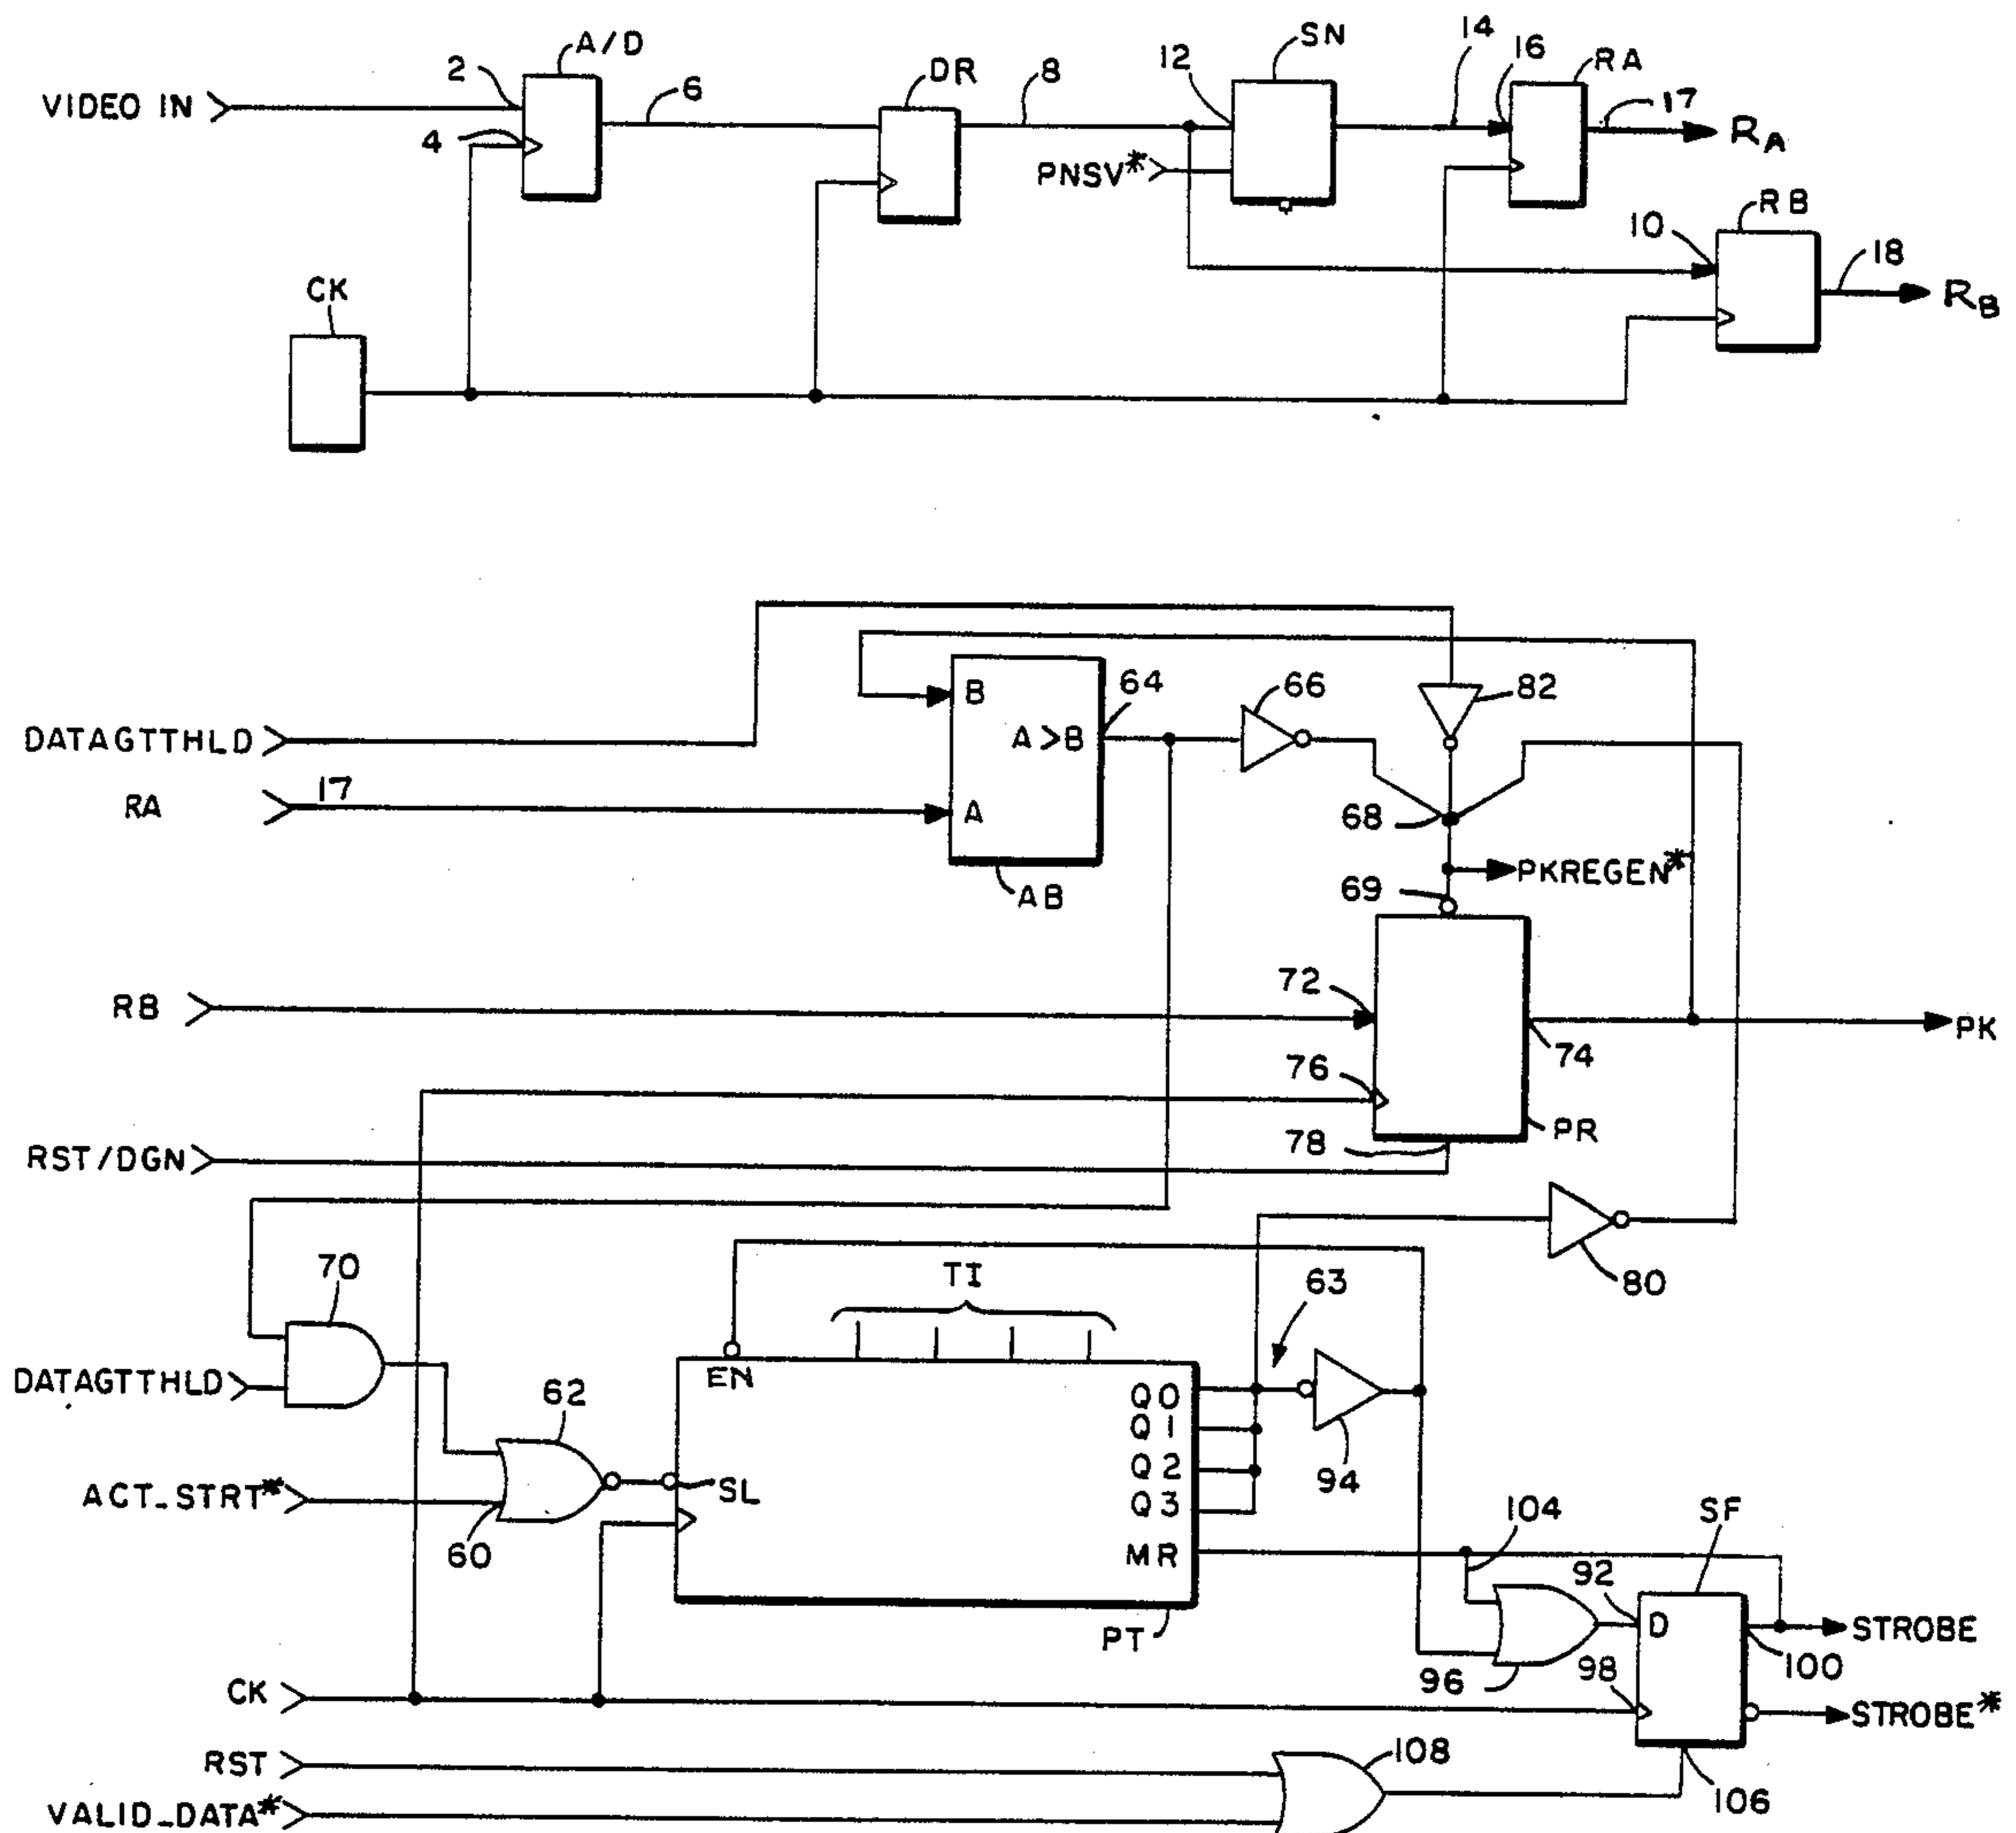 A/D
SN
14
16
RA
2
VIDEO IN
6
DR
8
12
17
RA
4
PNSV*
RB
10
18
RB
CK
DATAGTTHLD
B
64
66
82
A>B
RA
17
A
68
AB
PKREGEN*
69
RB
72
74
PK
76
PR
RST/DGN
78
70
TI
63
80
DATAGTTHLD
62
EN
Q0
Q1
Q2
Q3
94
ACT_STRT*
SL
60
MR
104
SF
92
PT
D
STROBE
CK
96
98
100
STROBE*
RST
108
106
VALID_DATA*